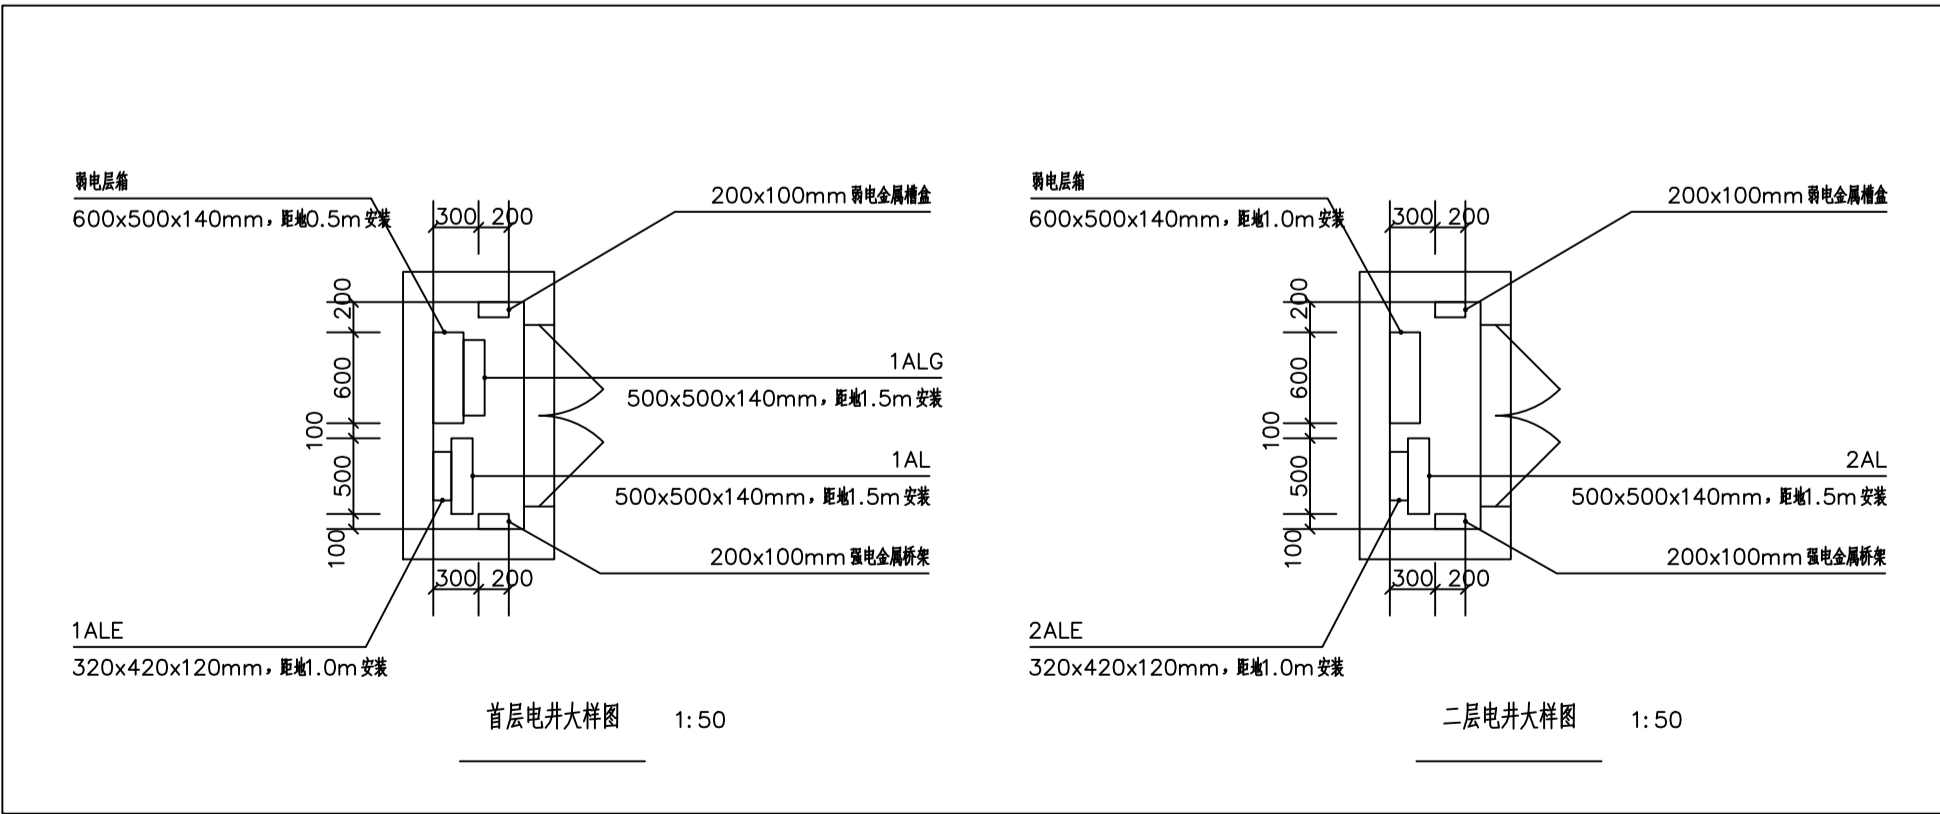 弱电层箱
600x500x140mm，距地0.5m安装
300 200
200x100mm 弱电金属槽盒
200
600
100
500
100
1ALG
500x500x140mm，距地1.5m安装
1AL
500x500x140mm，距地1.5m安装
200x100mm 强电金属桥架
300 200
1ALE
320x420x120mm，距地1.0m安装
首层电井大样图 1:50
弱电层箱
600x500x140mm，距地1.0m安装
300 200
200x100mm 弱电金属槽盒
200
600
100
500
100
2AL
500x500x140mm，距地1.5m安装
200x100mm 强电金属桥架
300 200
2ALE
320x420x120mm，距地1.0m安装
二层电井大样图 1:50